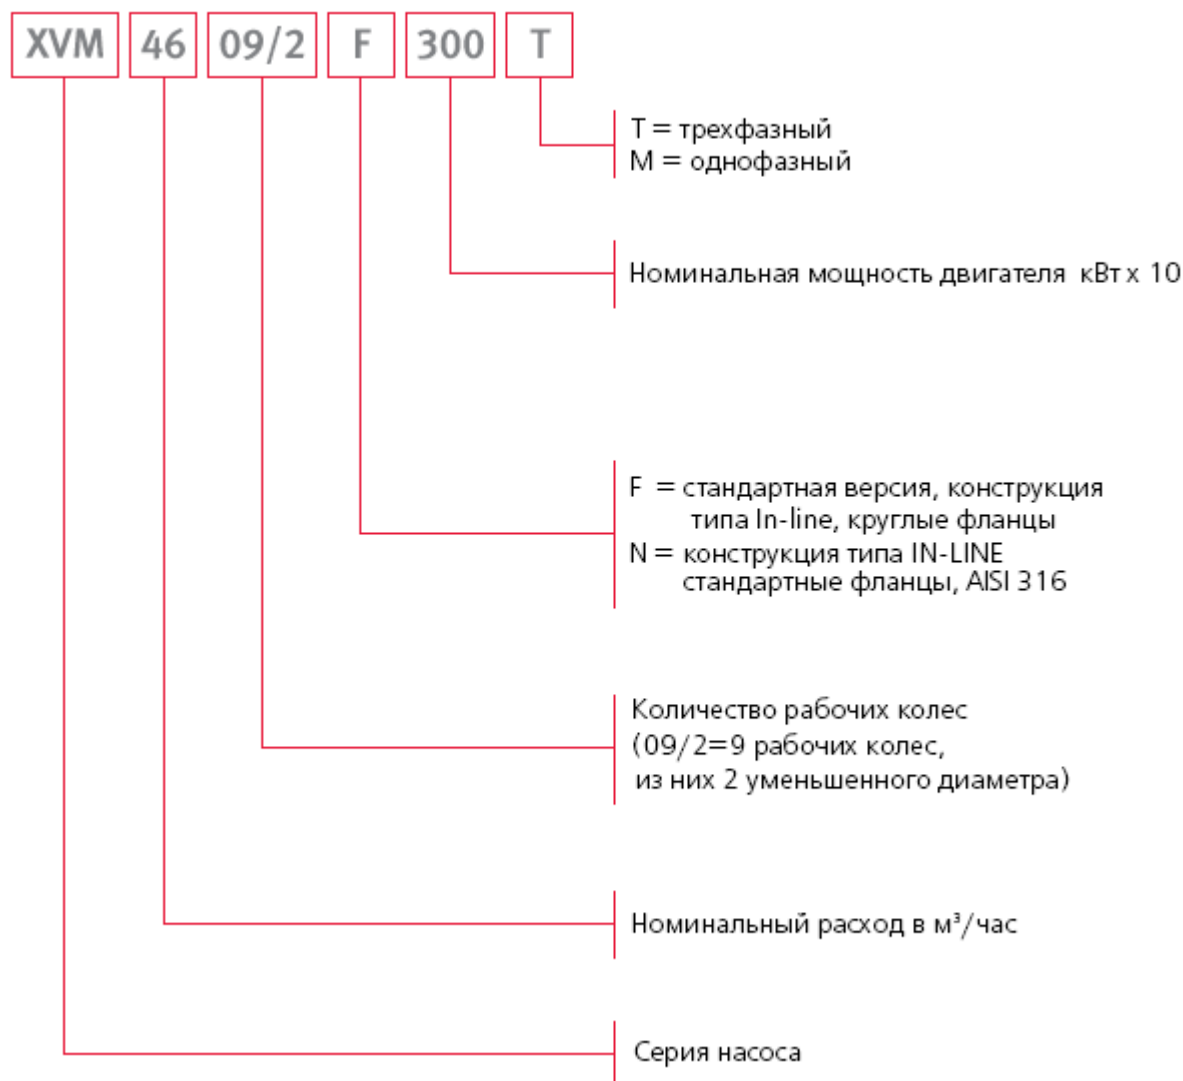 XVM 46 09/2 F 300 T
T = трехфазный
M = однофазный
Номинальная мощность двигателя кВт х 10
F = стандартная версия, конструкция
типа In-line, круглые фланцы
N = конструкция типа IN-LINE
стандартные фланцы, AISI 316
Количество рабочих колес
(09/2=9 рабочих колес,
из них 2 уменьшенного диаметра)
Номинальный расход в м³/час
Серия насоса